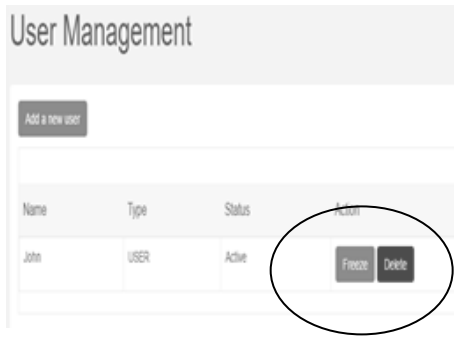 User Management
Add a new user
Name Type Status Action
John USER Active Freeze Delete